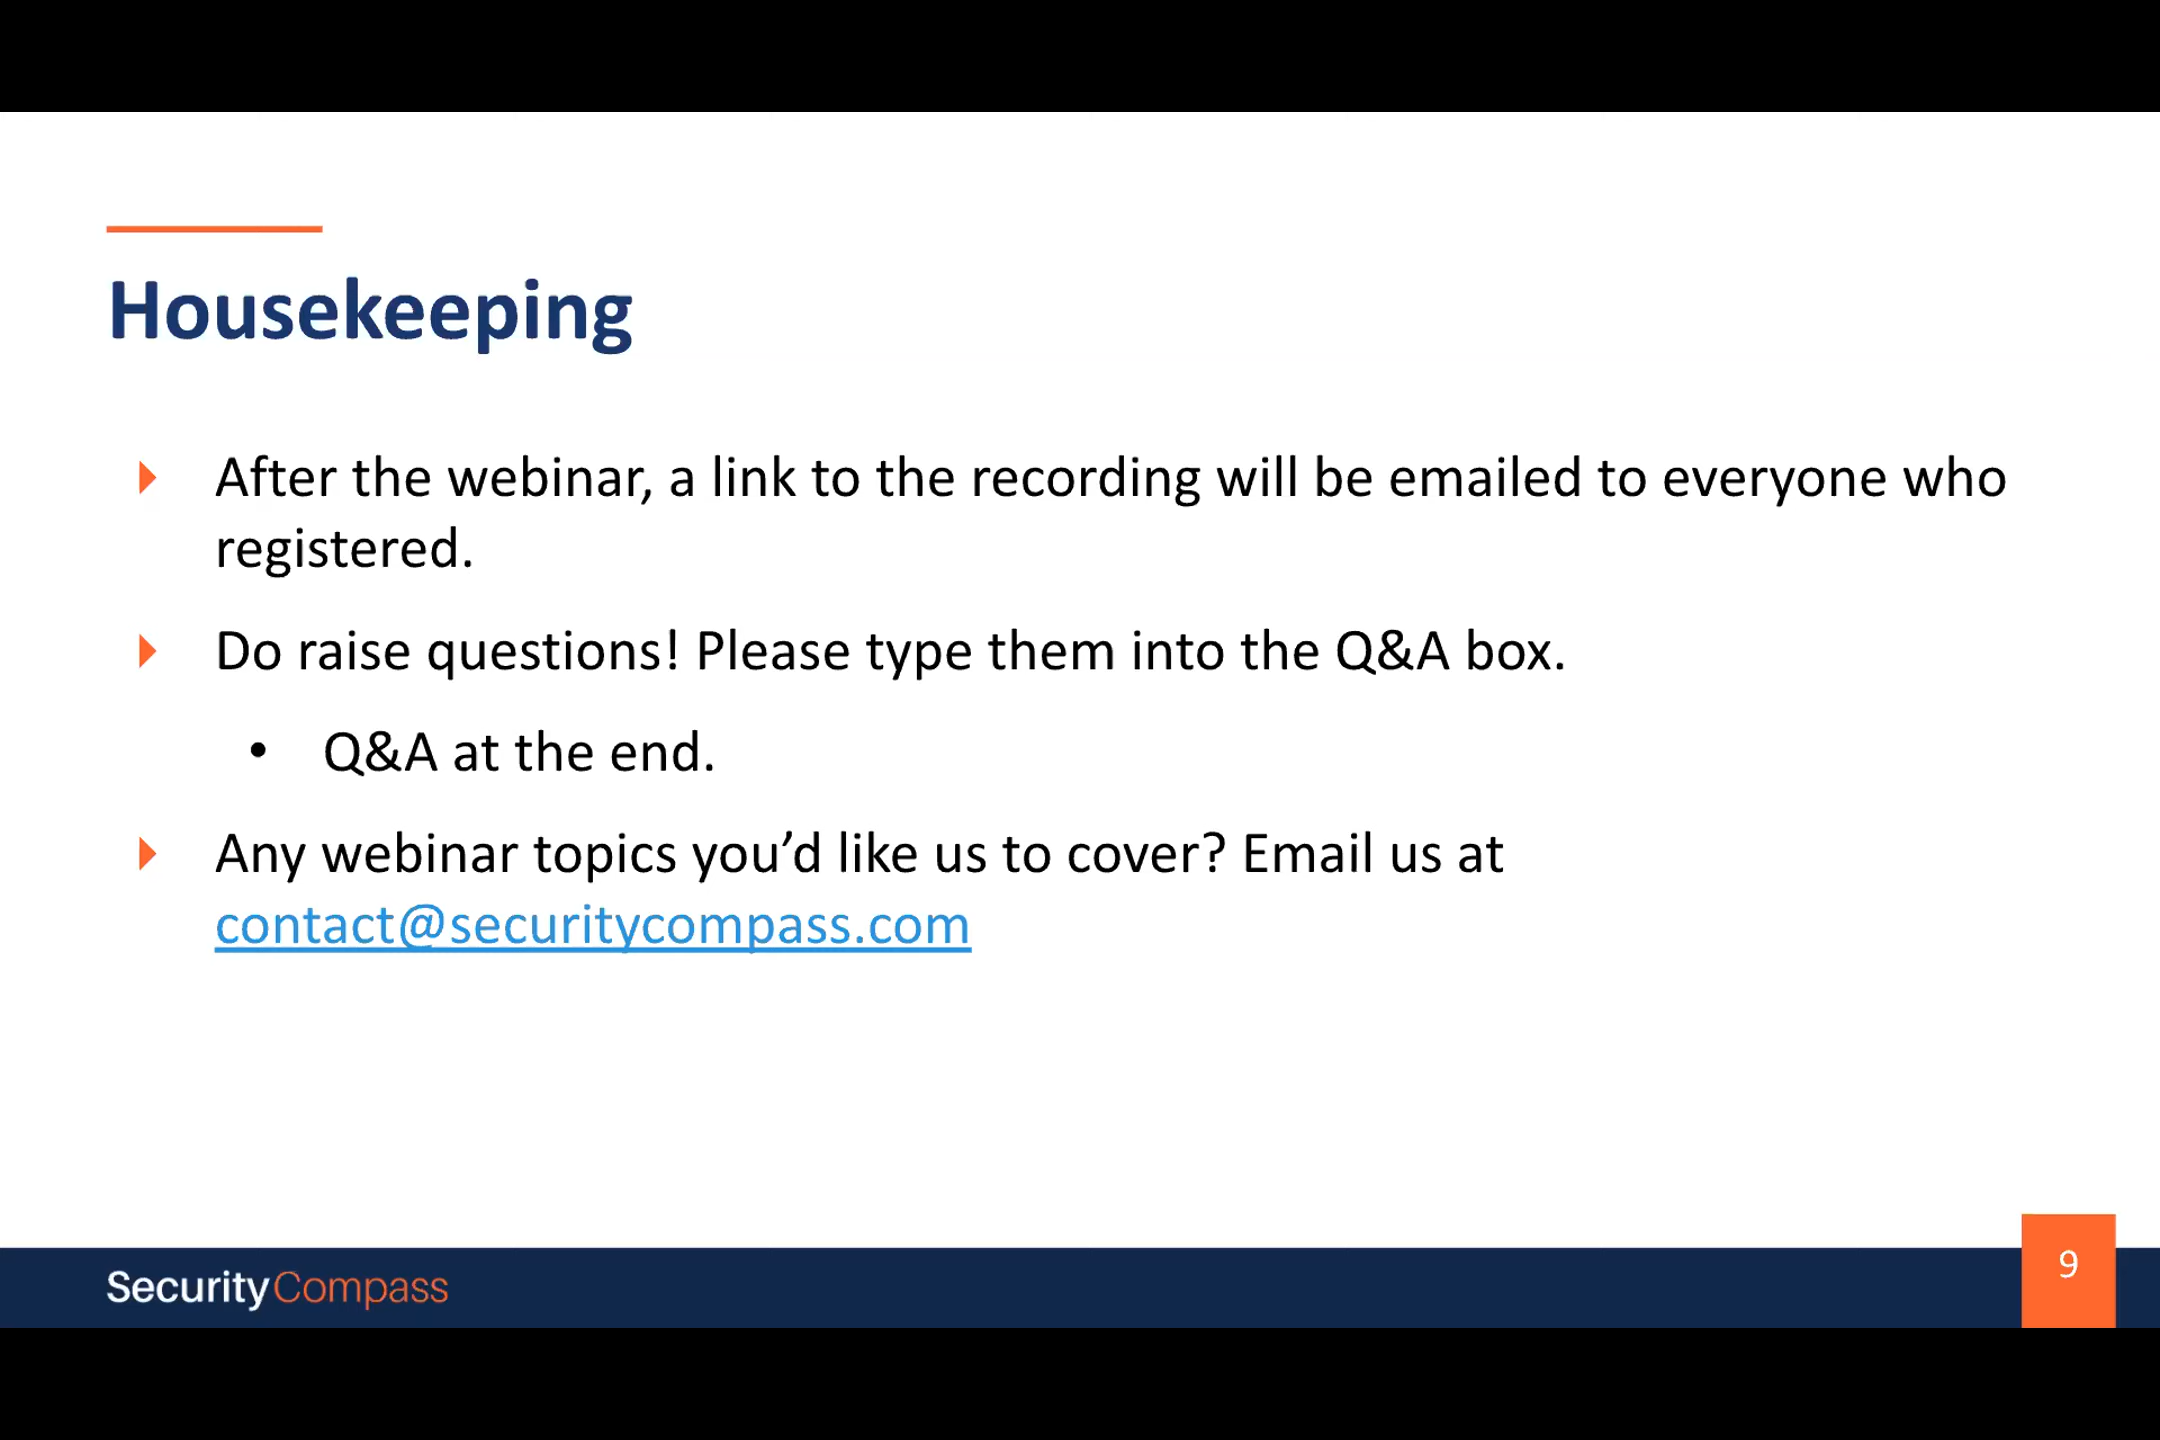 Housekeeping
After the webinar, a link to the recording will be emailed to everyone who
registered.
Do raise questions! Please type them into the Q&A box.
• Q&A at the end.
Any webinar topics you’d like us to cover? Email us at
contact@securitycompass.com
SecurityCompass
9